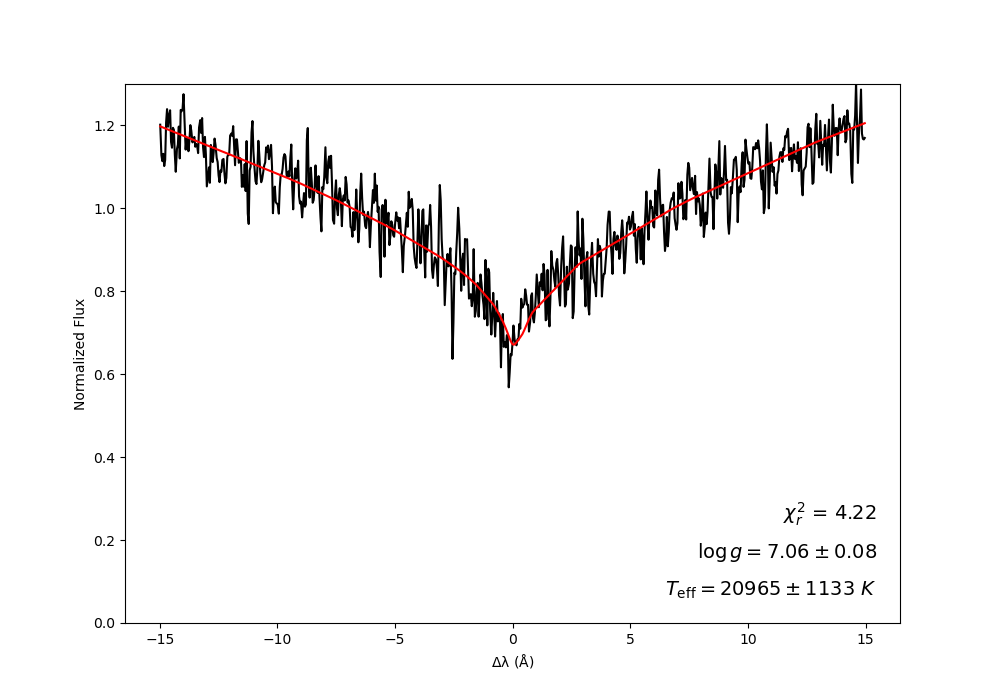 1.2
1.0
0.8
0.6
0.4
0.2
0.0
Normalized Flux
χ²ᵣ = 4.22
log g = 7.06 ± 0.08
T_eff = 20965 ± 1133 K
−15 −10 −5 0 5 10 15
Δλ (Å)